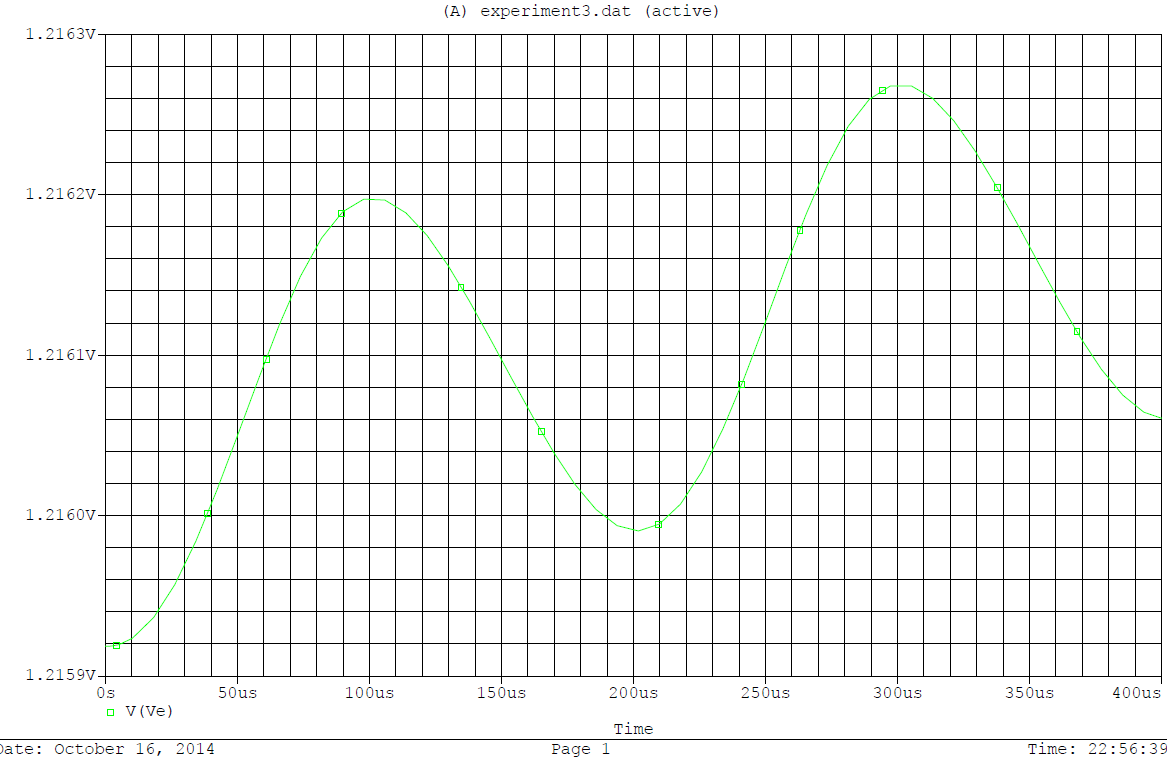 (A) experiment3.dat (active)
1.2163V
1.2162V
1.2161V
1.2160V
1.2159V
0s 50us 100us 150us 200us 250us 300us 350us 400us
V(Ve)
Time
Date: October 16, 2014 Page 1 Time: 22:56:39